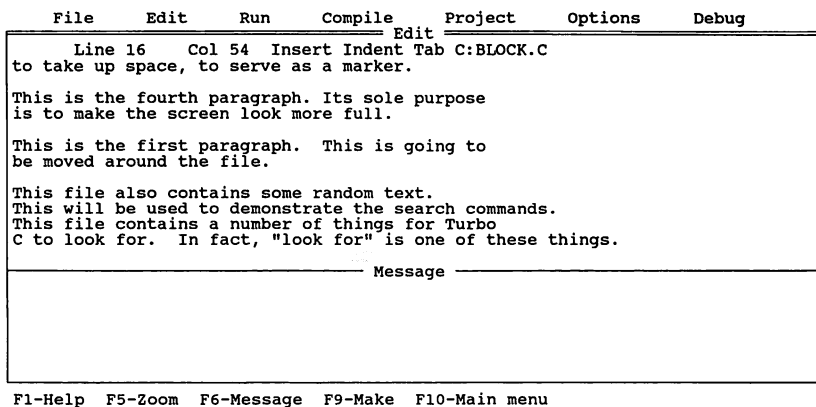 File Edit Run Compile Project Options Debug
Edit
Line 16 Col 54 Insert Indent Tab C:BLOCK.C
to take up space, to serve as a marker.
This is the fourth paragraph. Its sole purpose
is to make the screen look more full.
This is the first paragraph. This is going to
be moved around the file.
This file also contains some random text.
This will be used to demonstrate the search commands.
This file contains a number of things for Turbo
C to look for. In fact, "look for" is one of these things.
Message
F1-Help F5-Zoom F6-Message F9-Make F10-Main menu